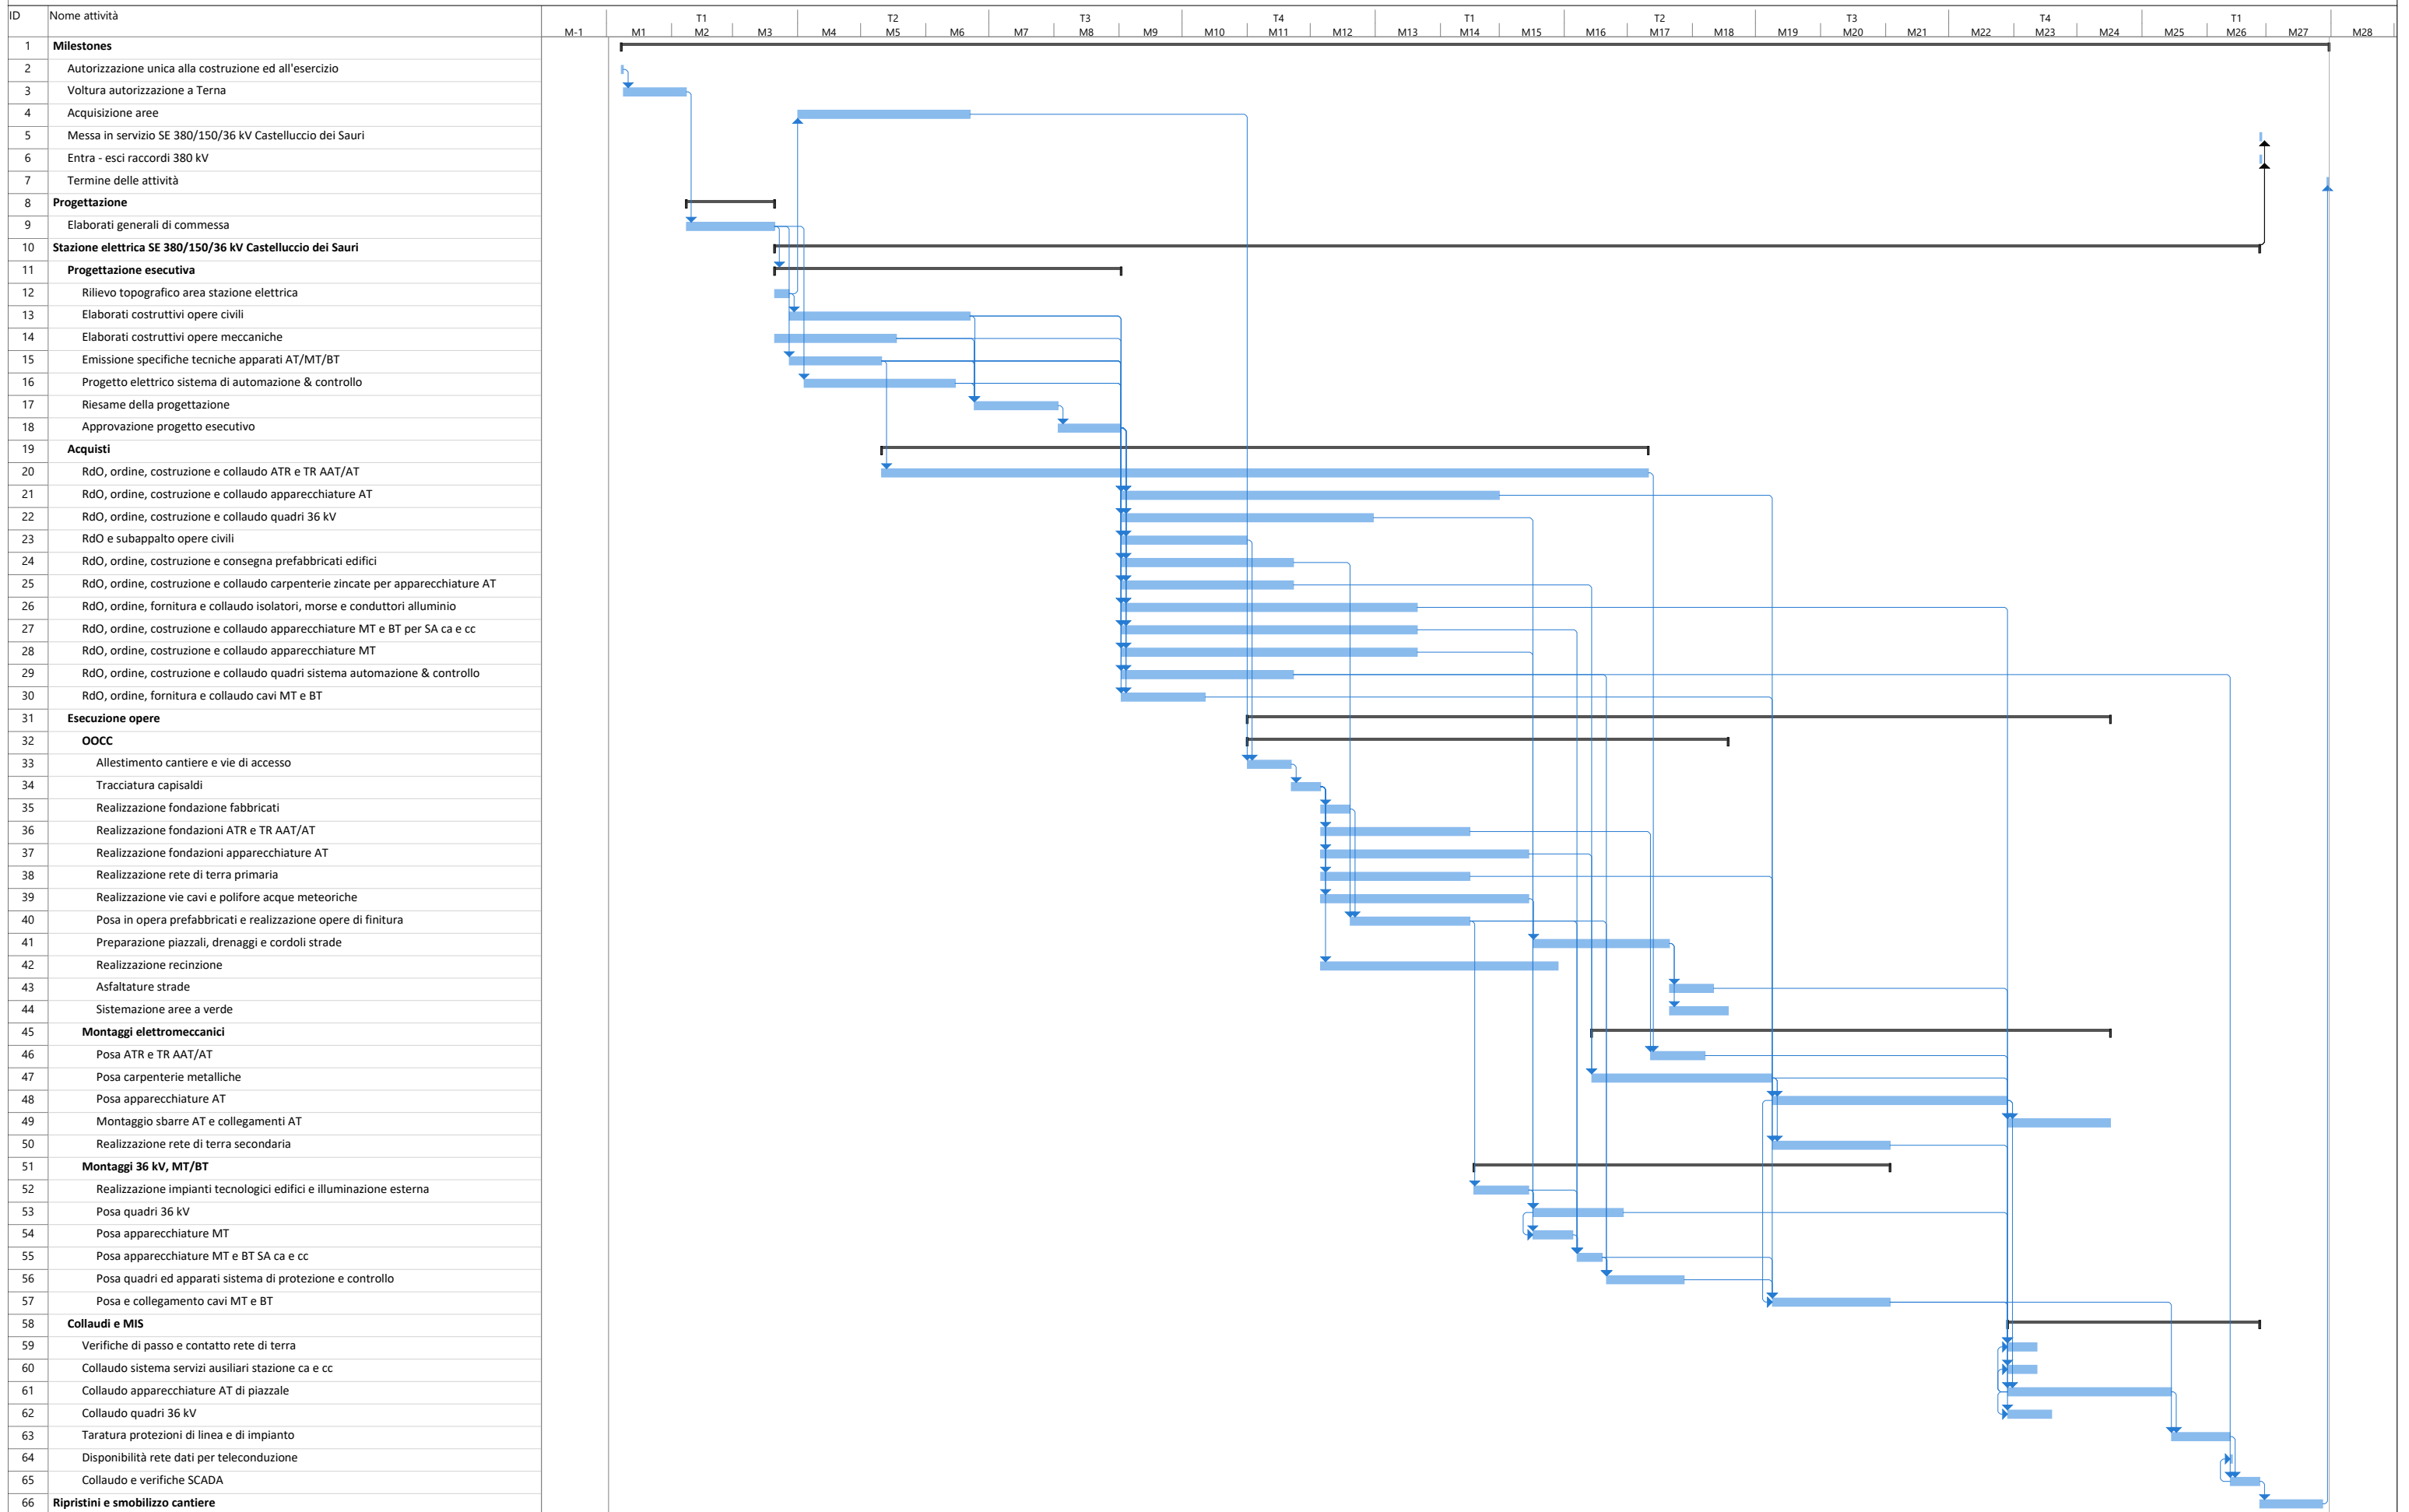 ID Nome attività
T1 T2 T3 T4 T1 T2 T3 T4 T1
M-1 M1 M2 M3 M4 M5 M6 M7 M8 M9 M10 M11 M12 M13 M14 M15 M16 M17 M18 M19 M20 M21 M22 M23 M24 M25 M26 M27 M28
1 Milestones
2 Autorizzazione unica alla costruzione ed all'esercizio
3 Voltura autorizzazione a Terna
4 Acquisizione aree
5 Messa in servizio SE 380/150/36 kV Castelluccio dei Sauri
6 Entra - esci raccordi 380 kV
7 Termine delle attività
8 Progettazione
9 Elaborati generali di commessa
10 Stazione elettrica SE 380/150/36 kV Castelluccio dei Sauri
11 Progettazione esecutiva
12 Rilievo topografico area stazione elettrica
13 Elaborati costruttivi opere civili
14 Elaborati costruttivi opere meccaniche
15 Emissione specifiche tecniche apparati AT/MT/BT
16 Progetto elettrico sistema di automazione & controllo
17 Riesame della progettazione
18 Approvazione progetto esecutivo
19 Acquisti
20 RdO, ordine, costruzione e collaudo ATR e TR AAT/AT
21 RdO, ordine, costruzione e collaudo apparecchiature AT
22 RdO, ordine, costruzione e collaudo quadri 36 kV
23 RdO e subappalto opere civili
24 RdO, ordine, costruzione e consegna prefabbricati edifici
25 RdO, ordine, costruzione e collaudo carpenterie zincate per apparecchiature AT
26 RdO, ordine, fornitura e collaudo isolatori, morse e conduttori alluminio
27 RdO, ordine, costruzione e collaudo apparecchiature MT e BT per SA ca e cc
28 RdO, ordine, costruzione e collaudo apparecchiature MT
29 RdO, ordine, costruzione e collaudo quadri sistema automazione & controllo
30 RdO, ordine, fornitura e collaudo cavi MT e BT
31 Esecuzione opere
32 OOCC
33 Allestimento cantiere e vie di accesso
34 Tracciatura capisaldi
35 Realizzazione fondazione fabbricati
36 Realizzazione fondazioni ATR e TR AAT/AT
37 Realizzazione fondazioni apparecchiature AT
38 Realizzazione rete di terra primaria
39 Realizzazione vie cavi e polifore acque meteoriche
40 Posa in opera prefabbricati e realizzazione opere di finitura
41 Preparazione piazzali, drenaggi e cordoli strade
42 Realizzazione recinzione
43 Asfaltature strade
44 Sistemazione aree a verde
45 Montaggi elettromeccanici
46 Posa ATR e TR AAT/AT
47 Posa carpenterie metalliche
48 Posa apparecchiature AT
49 Montaggio sbarre AT e collegamenti AT
50 Realizzazione rete di terra secondaria
51 Montaggi 36 kV, MT/BT
52 Realizzazione impianti tecnologici edifici e illuminazione esterna
53 Posa quadri 36 kV
54 Posa apparecchiature MT
55 Posa apparecchiature MT e BT SA ca e cc
56 Posa quadri ed apparati sistema di protezione e controllo
57 Posa e collegamento cavi MT e BT
58 Collaudi e MIS
59 Verifiche di passo e contatto rete di terra
60 Collaudo sistema servizi ausiliari stazione ca e cc
61 Collaudo apparecchiature AT di piazzale
62 Collaudo quadri 36 kV
63 Taratura protezioni di linea e di impianto
64 Disponibilità rete dati per teleconduzione
65 Collaudo e verifiche SCADA
66 Ripristini e smobilizzo cantiere